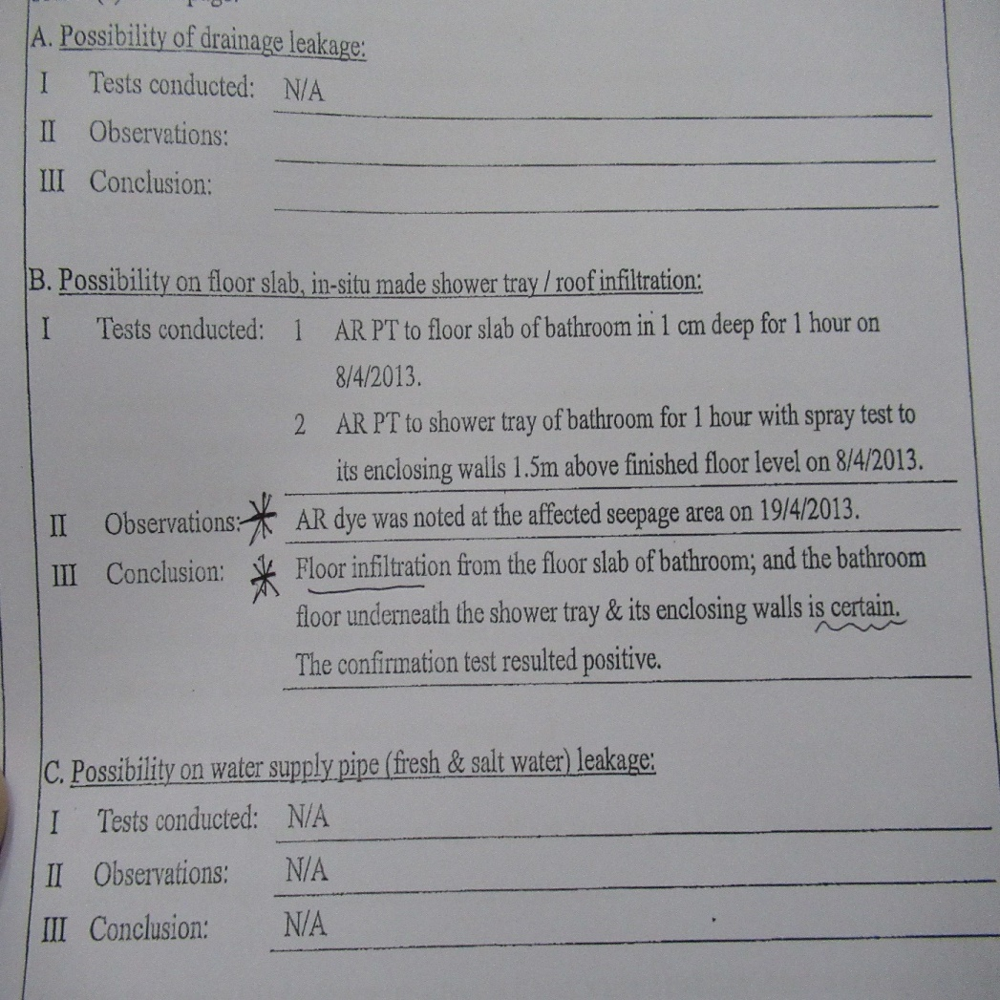 A. Possibility of drainage leakage:
I Tests conducted: N/A
II Observations:
III Conclusion:
B. Possibility on floor slab, in-situ made shower tray / roof infiltration:
I Tests conducted: 1 AR PT to floor slab of bathroom in 1 cm deep for 1 hour on
8/4/2013.
2 AR PT to shower tray of bathroom for 1 hour with spray test to
its enclosing walls 1.5m above finished floor level on 8/4/2013.
II Observations: AR dye was noted at the affected seepage area on 19/4/2013.
III Conclusion: Floor infiltration from the floor slab of bathroom; and the bathroom
floor underneath the shower tray & its enclosing walls is certain.
The confirmation test resulted positive.
C. Possibility on water supply pipe (fresh & salt water) leakage:
I Tests conducted: N/A
II Observations: N/A
III Conclusion: N/A